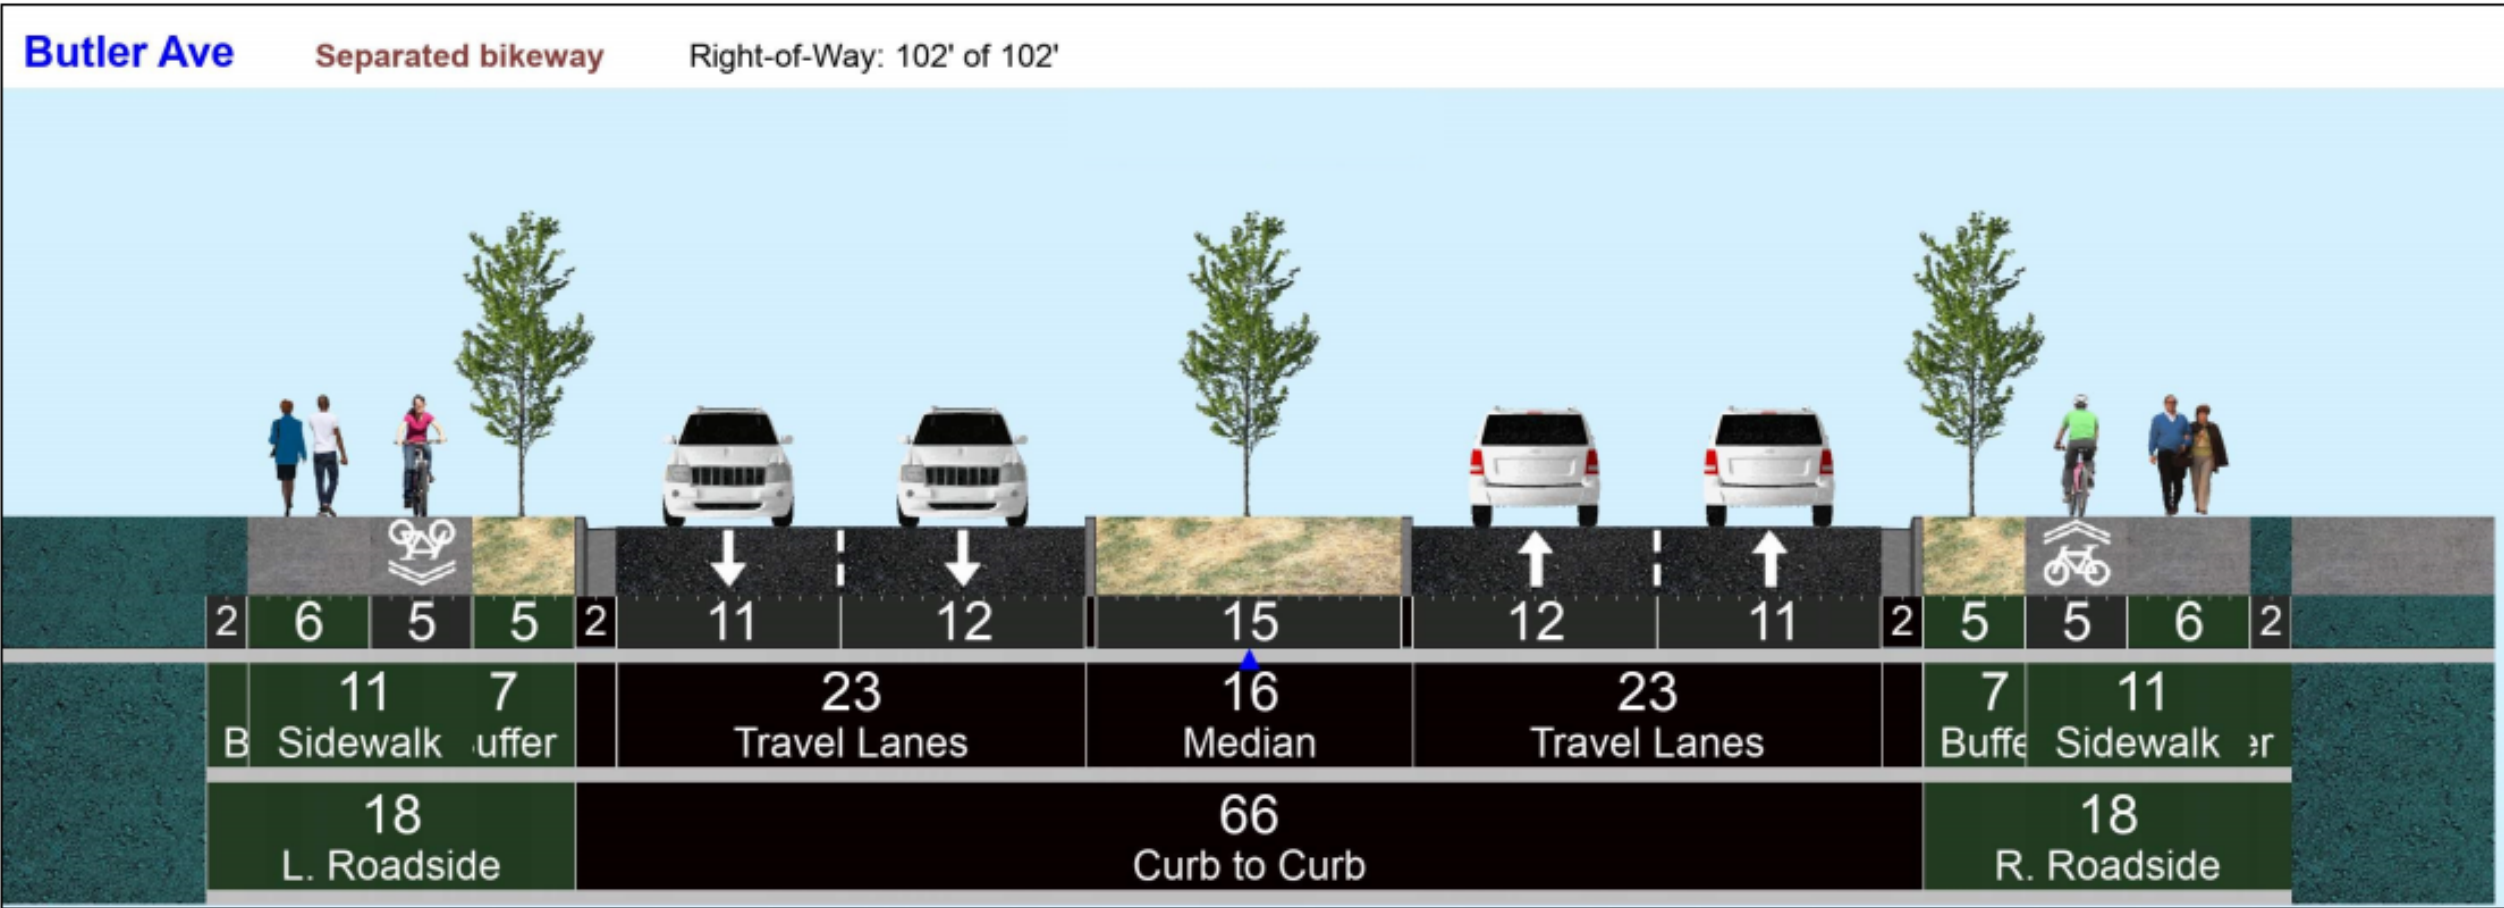 Butler Ave Separated bikeway Right-of-Way: 102' of 102'
2 6 5 5 2 11 12 15 12 11 2 5 5 6 2
11 7 23 16 23 7 11
B Sidewalk uffer Travel Lanes Median Travel Lanes Buffe Sidewalk er
18 66 18
L. Roadside Curb to Curb R. Roadside